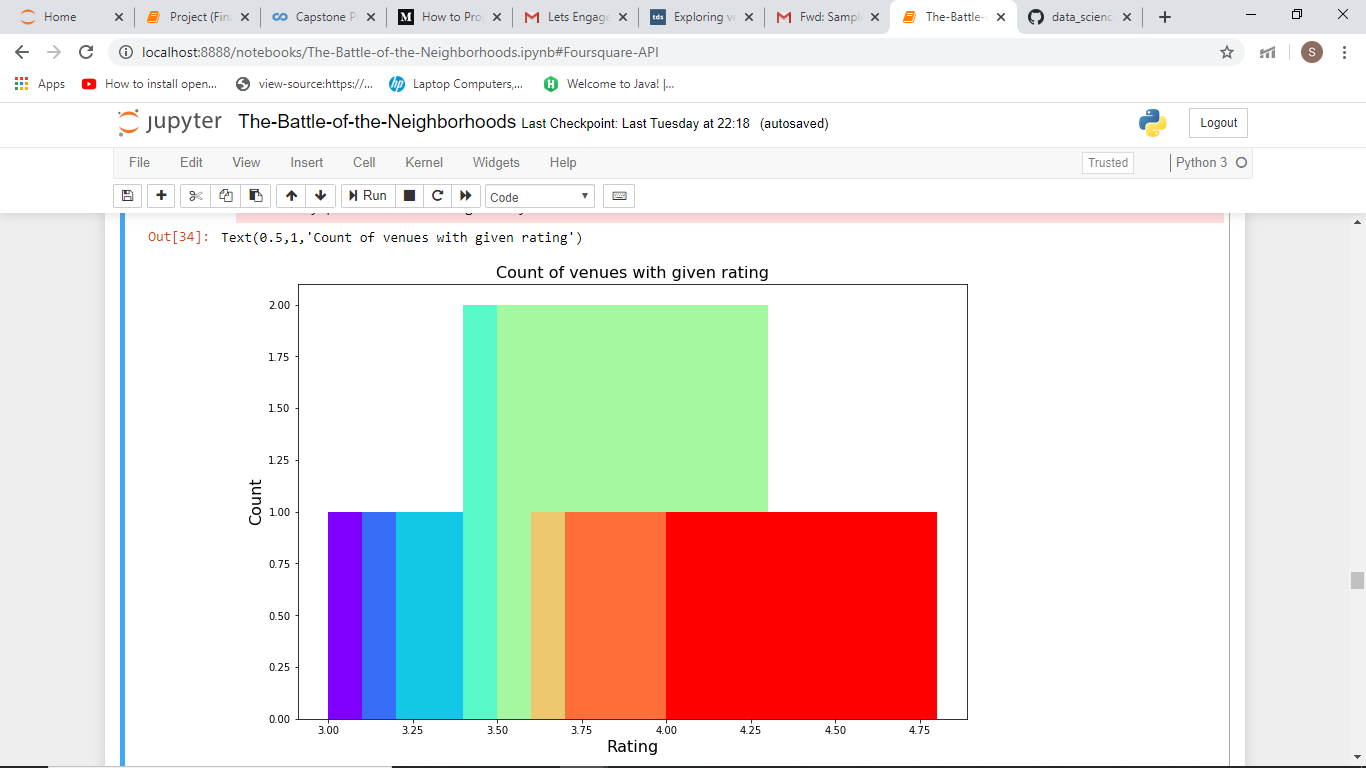 Home
Project (Fin
Capstone P
M How to Pro
Lets Engage
tds Exploring v
Fwd: Sampl
The-Battle-
data_scienc
localhost:8888/notebooks/The-Battle-of-the-Neighborhoods.ipynb#Foursquare-API
S
Apps
How to install open...
view-source:https://...
hp Laptop Computers,...
H Welcome to Java! |...
jupyter The-Battle-of-the-Neighborhoods Last Checkpoint: Last Tuesday at 22:18 (autosaved)
Logout
File Edit View Insert Cell Kernel Widgets Help
Trusted
Python 3
Run
Code
Out[34]: Text(0.5,1,'Count of venues with given rating')
Count of venues with given rating
2.00
1.75
1.50
1.25
1.00
0.75
0.50
0.25
0.00
Count
3.00 3.25 3.50 3.75 4.00 4.25 4.50 4.75
Rating